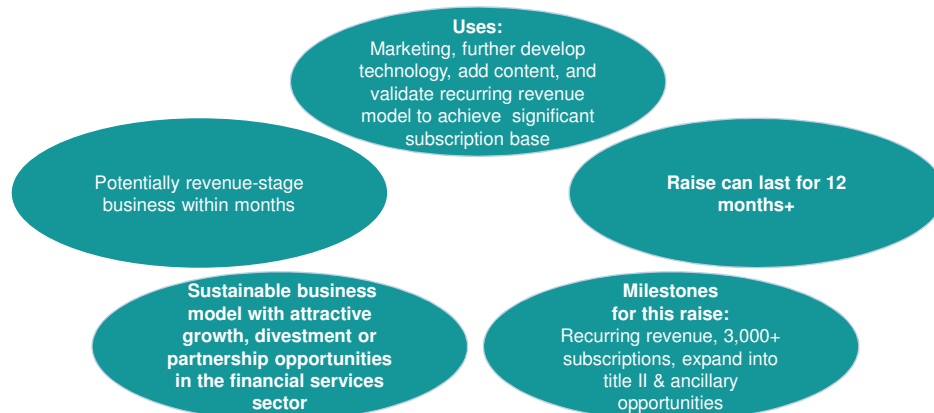 Uses:
Marketing, further develop
technology, add content, and
validate recurring revenue
model to achieve significant
subscription base
Potentially revenue-stage
business within months
Raise can last for 12
months+
Sustainable business
model with attractive
growth, divestment or
partnership opportunities
in the financial services
sector
Milestones
for this raise:
Recurring revenue, 3,000+
subscriptions, expand into
title II & ancillary
opportunities